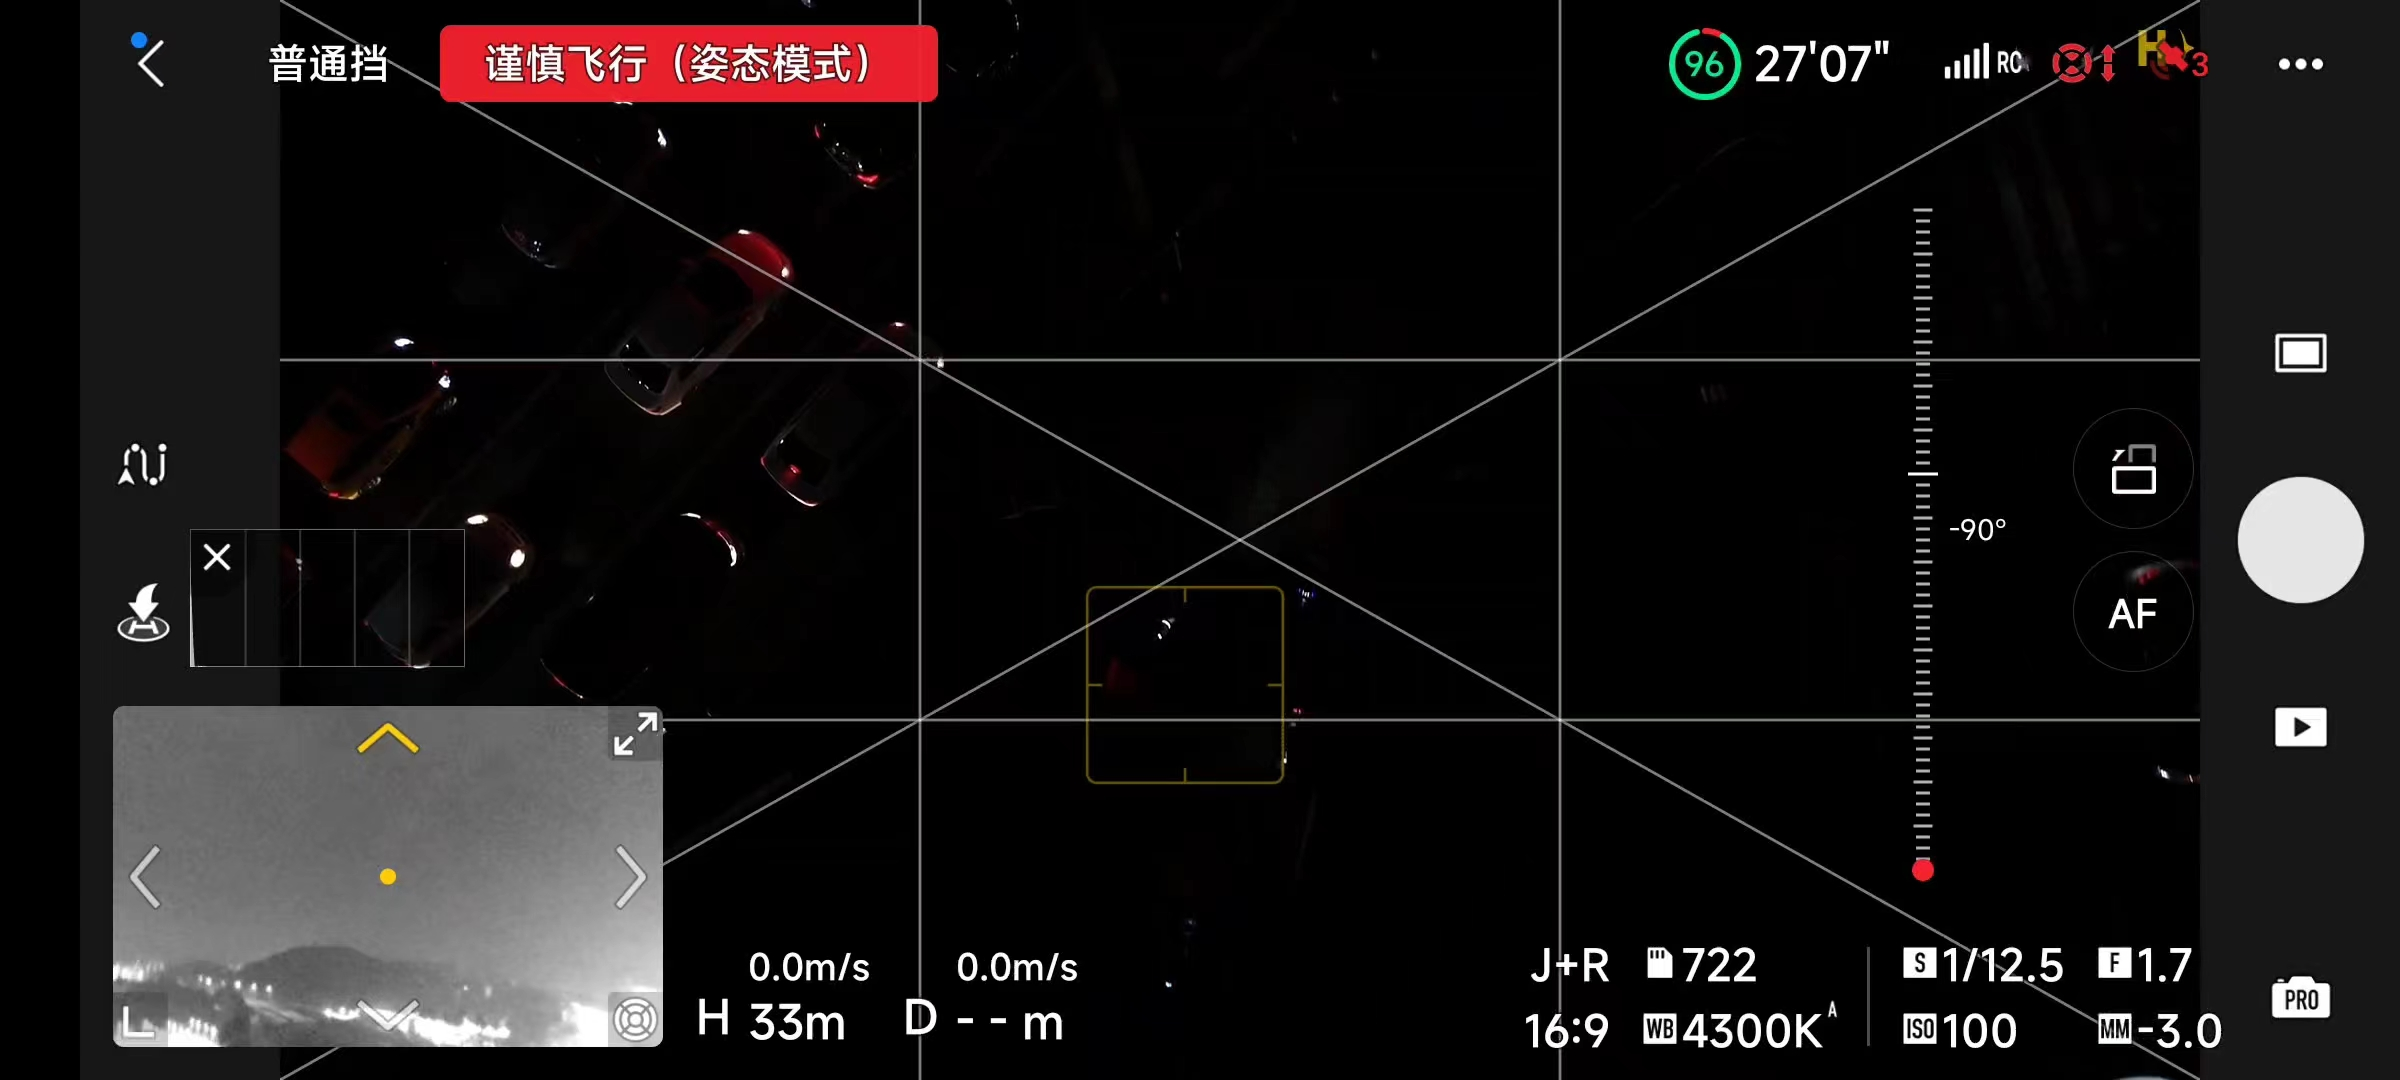 普通挡
谨慎飞行（姿态模式）
96
27'07"
RC
H
3
-90°
AF
0.0m/s 0.0m/s
H 33m D - - m
J+R 722
16:9 WB 4300K A
S 1/12.5 F 1.7
ISO 100 MM -3.0
PRO